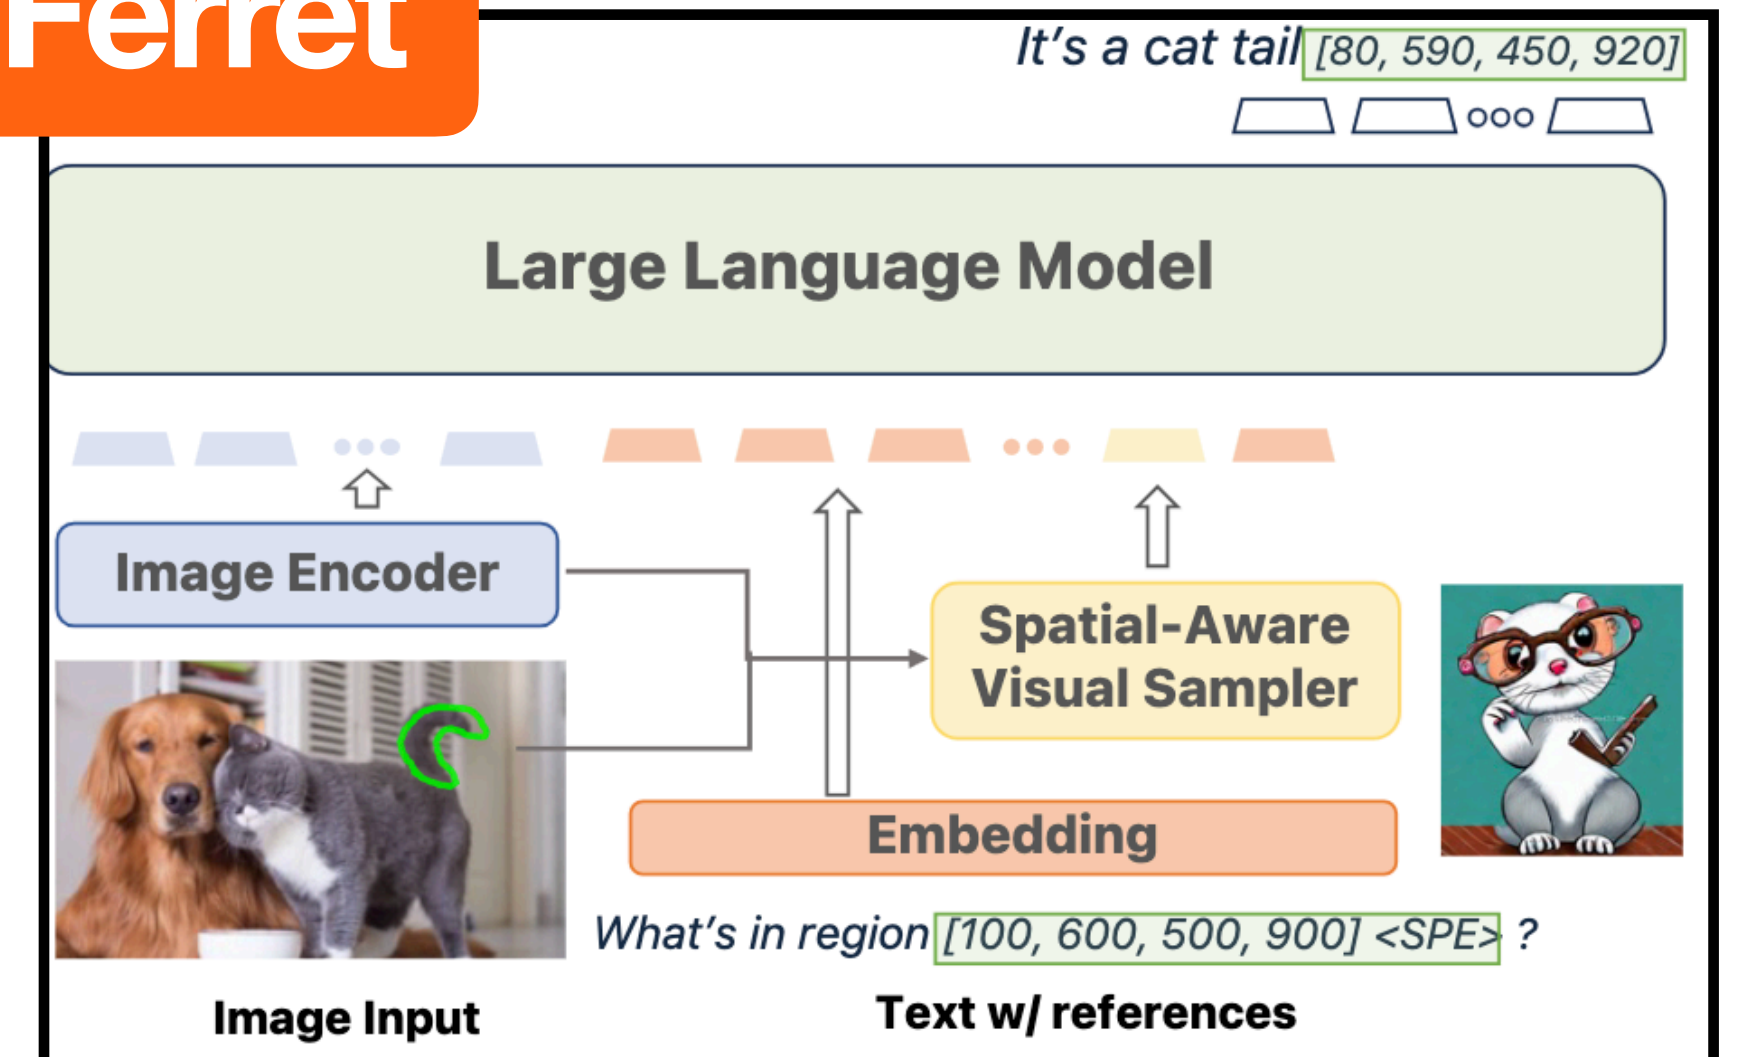 Ferret
It's a cat tail [80, 590, 450, 920]
Large Language Model
Image Encoder
Spatial-Aware
Visual Sampler
Embedding
What's in region [100, 600, 500, 900] <SPE> ?
Image Input
Text w/ references